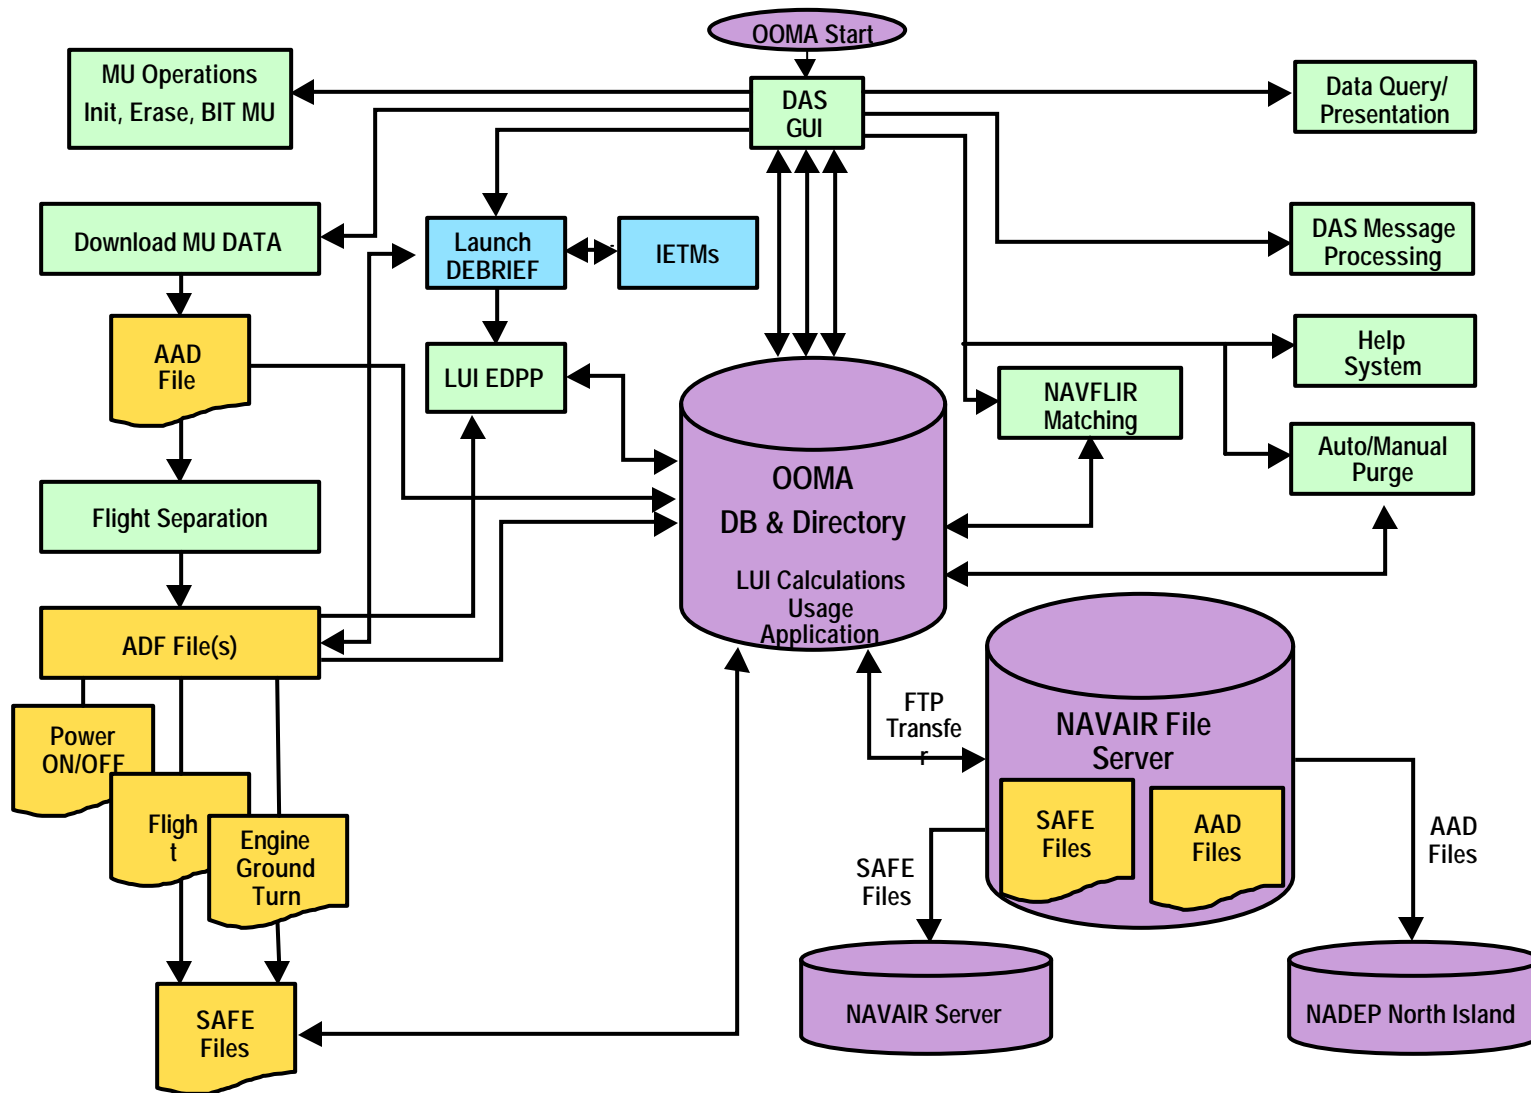 OOMA Start
MU Operations
Init, Erase, BIT MU
DAS
GUI
Data Query/
Presentation
Download MU DATA
Launch
DEBRIEF
IETMs
DAS Message
Processing
AAD
File
LUI EDPP
NAVFLIR
Matching
Help
System
Auto/Manual
Purge
Flight Separation
OOMA
DB & Directory
LUI Calculations
Usage
Application
ADF File(s)
Power
ON/OFF
Fligh
t
Engine
Ground
Turn
SAFE
Files
FTP
Transfe
r
NAVAIR File
Server
SAFE
Files
AAD
Files
SAFE
Files
AAD
Files
NAVAIR Server
NADEP North Island